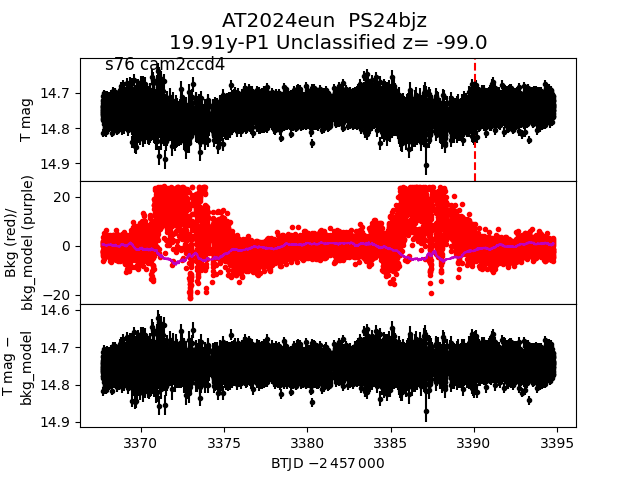 AT2024eun  PS24bjz
19.91y-P1 Unclassified z= -99.0
s76 cam2ccd4
14.7
14.8
14.9
T mag
20
0
−20
Bkg (red)/
bkg_model (purple)
14.6
14.7
14.8
14.9
T mag −
bkg_model
3370 3375 3380 3385 3390 3395
BTJD −2 457 000